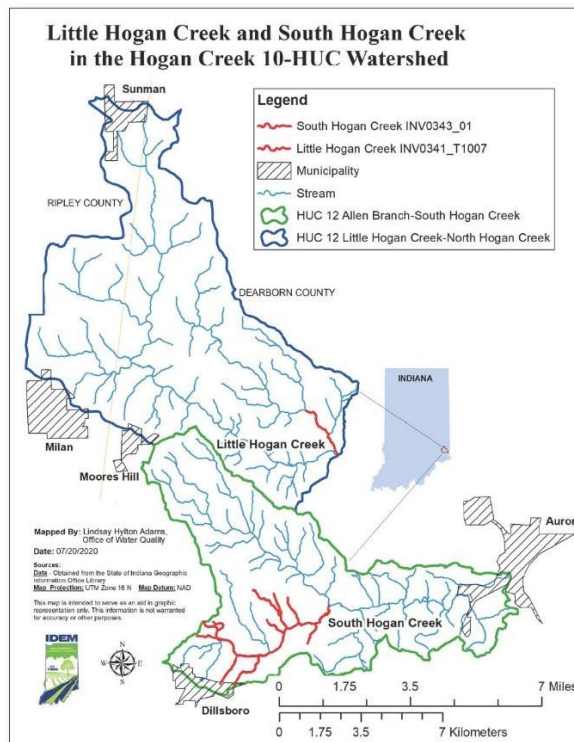 Little Hogan Creek and South Hogan Creek
in the Hogan Creek 10-HUC Watershed
Sunman
Legend
South Hogan Creek INV0343_01
Little Hogan Creek INV0341_T1007
Municipality
Stream
HUC 12 Allen Branch-South Hogan Creek
HUC 12 Little Hogan Creek-North Hogan Creek
RIPLEY COUNTY
DEARBORN COUNTY
INDIANA
Milan
Moores Hill
Little Hogan Creek
Auror
Mapped By: Lindsay Hylton Adams,
Office of Water Quality
Date: 07/20/2020
Sources:
Data - Obtained from the State of Indiana Geographic
Information Office Library
Map Projection: UTM Zone 16 N Map Datum: NAD
This map is intended to serve as an aid in graphic
representation only. This information is not warranted
for accuracy or other purposes.
South Hogan Creek
IDEM
N
W E
S
Dillsboro
0 1.75 3.5 7 Miles
0 1.75 3.5 7 Kilometers